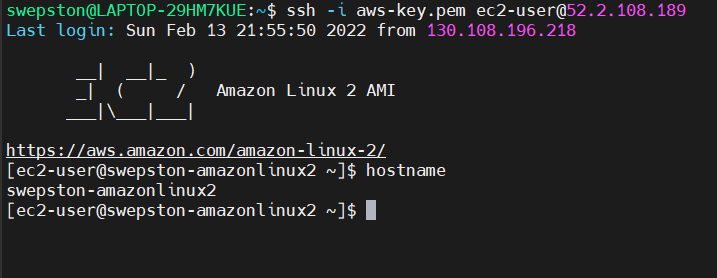 swepston@LAPTOP-29HM7KUE:~$ ssh -i aws-key.pem ec2-user@52.2.108.189
Last login: Sun Feb 13 21:55:50 2022 from 130.108.196.218

       __|  __|_  )
       _|  (     /   Amazon Linux 2 AMI
      ___|\___|___|

https://aws.amazon.com/amazon-linux-2/
[ec2-user@swepston-amazonlinux2 ~]$ hostname
swepston-amazonlinux2
[ec2-user@swepston-amazonlinux2 ~]$